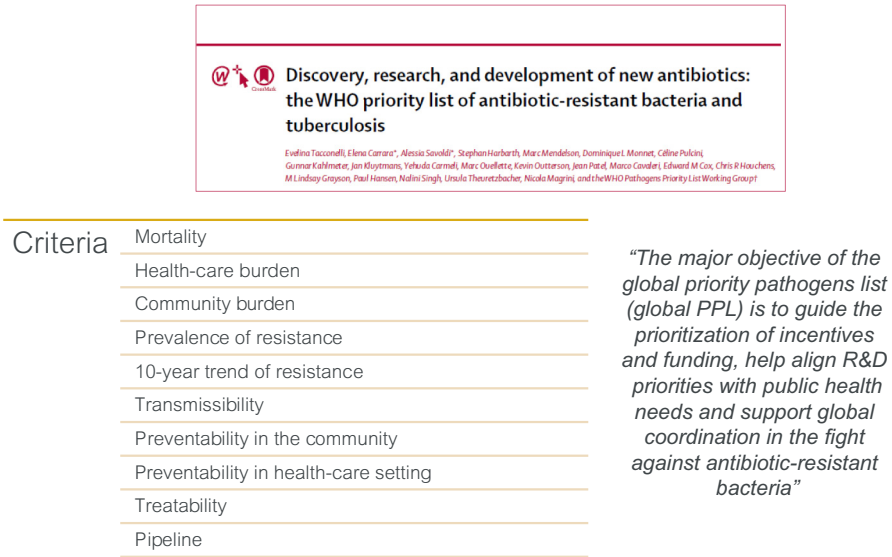 CrossMark
Discovery, research, and development of new antibiotics:
the WHO priority list of antibiotic-resistant bacteria and
tuberculosis
Evelina Tacconelli, Elena Carrara*, Alessia Savoldi*, Stephan Harbarth, Marc Mendelson, Dominique L Monnet, Céline Pulcini,
Gunnar Kahlmeter, Jan Kluytmans, Yehuda Carmeli, Marc Ouellette, Kevin Outterson, Jean Patel, Marco Cavaleri, Edward M Cox, Chris R Houchens,
M Lindsay Grayson, Paul Hansen, Nalini Singh, Ursula Theuretzbacher, Nicola Magrini, and the WHO Pathogens Priority List Working Group†
Criteria
Mortality
Health-care burden
Community burden
Prevalence of resistance
10-year trend of resistance
Transmissibility
Preventability in the community
Preventability in health-care setting
Treatability
Pipeline
“The major objective of the
global priority pathogens list
(global PPL) is to guide the
prioritization of incentives
and funding, help align R&D
priorities with public health
needs and support global
coordination in the fight
against antibiotic-resistant
bacteria”